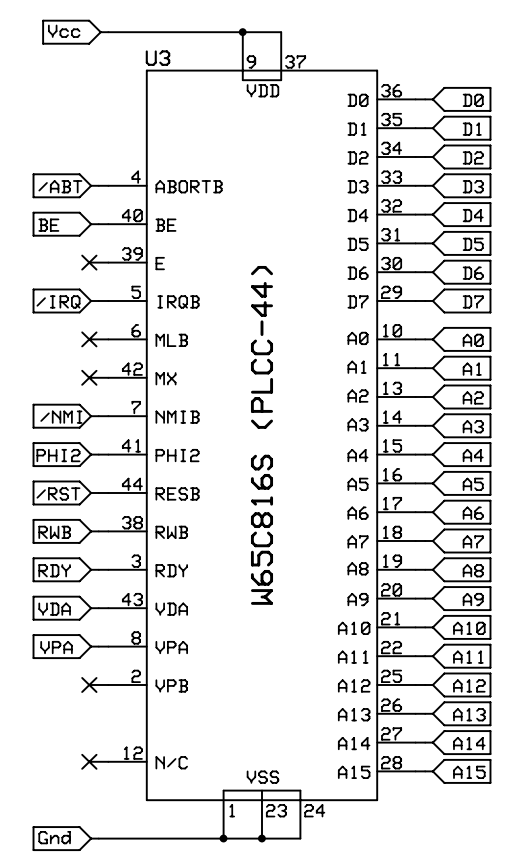 Vcc
U3
9 37
VDD
/ABT 4 ABORTB
BE 40 BE
39 E
/IRQ 5 IRQB
6 MLB
42 MX
/NMI 7 NMIB
PHI2 41 PHI2
/RST 44 RESB
RWB 38 RWB
RDY 3 RDY
VDA 43 VDA
VPA 8 VPA
2 VPB
12 N/C
W65C816S (PLCC-44)
D0 36 D0
D1 35 D1
D2 34 D2
D3 33 D3
D4 32 D4
D5 31 D5
D6 30 D6
D7 29 D7
A0 10 A0
A1 11 A1
A2 13 A2
A3 14 A3
A4 15 A4
A5 16 A5
A6 17 A6
A7 18 A7
A8 19 A8
A9 20 A9
A10 21 A10
A11 22 A11
A12 25 A12
A13 26 A13
A14 27 A14
A15 28 A15
VSS
1 23 24
Gnd